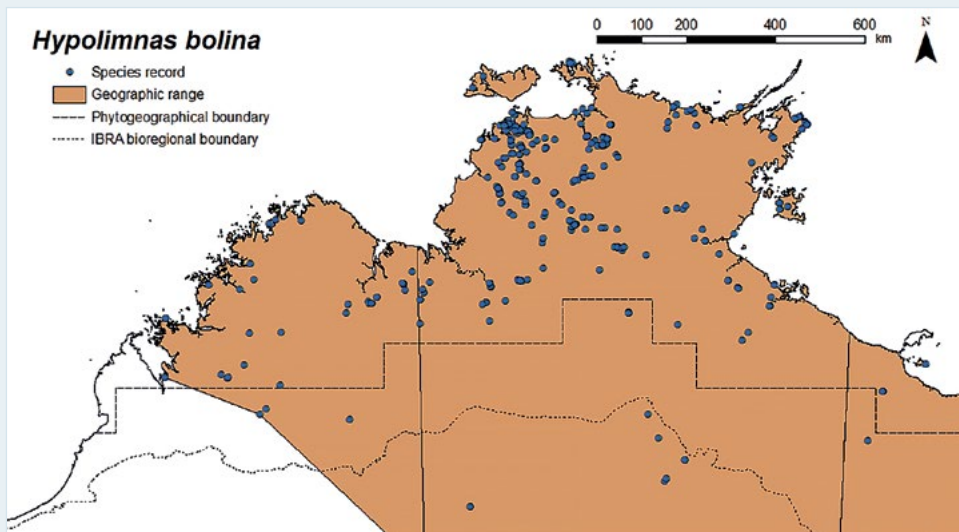 Hypolimnas bolina
Species record
Geographic range
Phytogeographical boundary
IBRA bioregional boundary
0 100 200 400 600
km
N